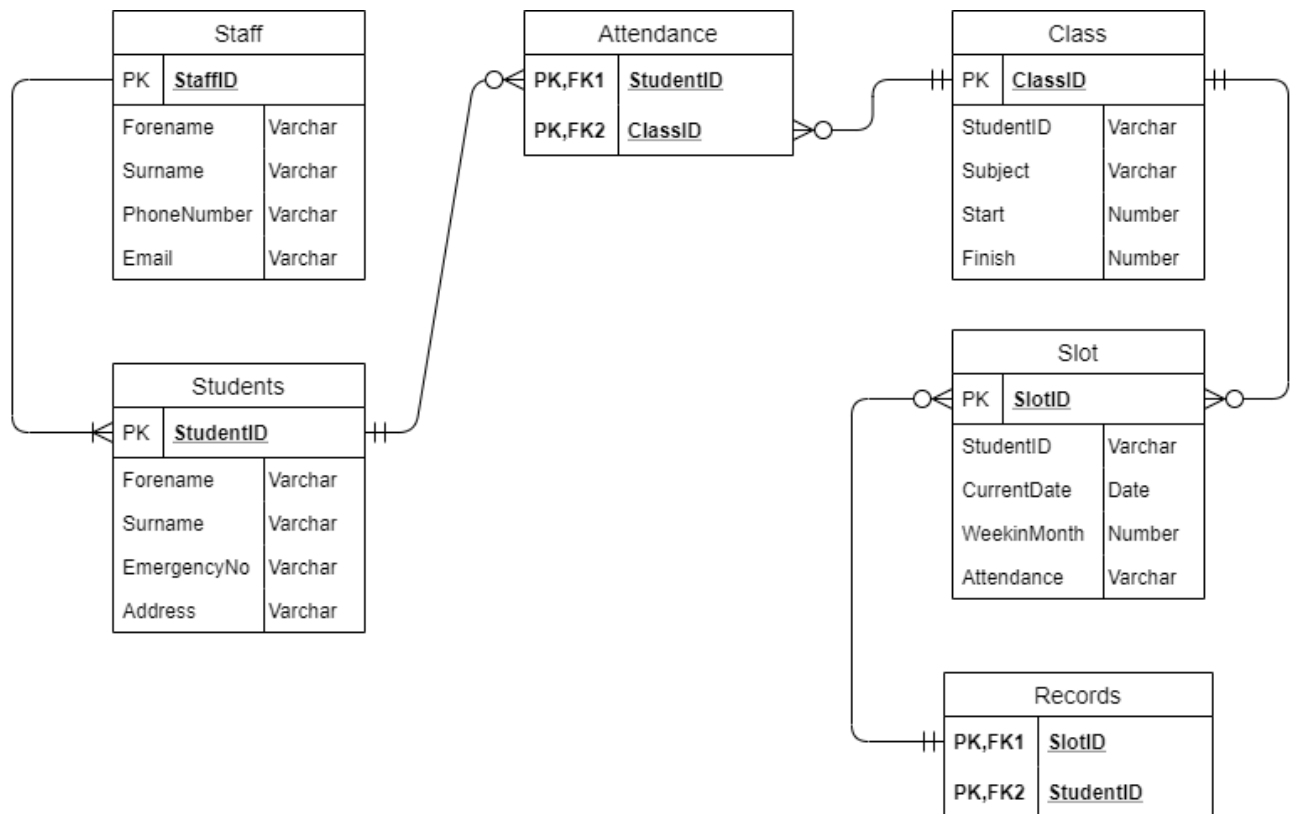 Staff
PK StaffID
Forename Varchar
Surname Varchar
PhoneNumber Varchar
Email Varchar
Attendance
PK,FK1 StudentID
PK,FK2 ClassID
Class
PK ClassID
StudentID Varchar
Subject Varchar
Start Number
Finish Number
Students
PK StudentID
Forename Varchar
Surname Varchar
EmergencyNo Varchar
Address Varchar
Slot
PK SlotID
StudentID Varchar
CurrentDate Date
WeekinMonth Number
Attendance Varchar
Records
PK,FK1 SlotID
PK,FK2 StudentID